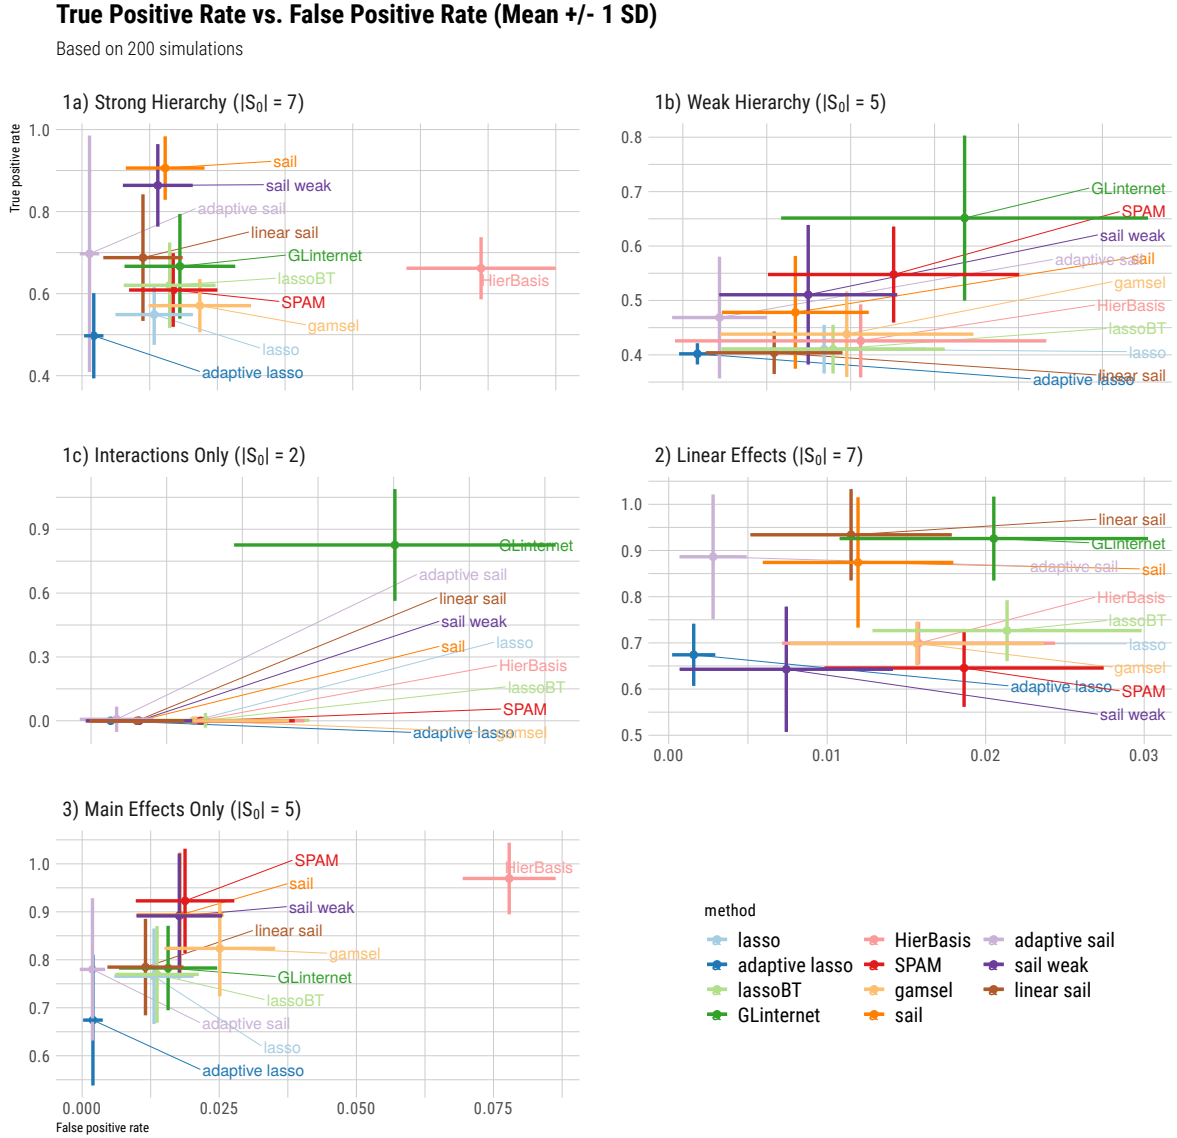 True Positive Rate vs. False Positive Rate (Mean +/- 1 SD)
Based on 200 simulations
1a) Strong Hierarchy (|S₀| = 7)
True positive rate
1.0
0.8
0.6
0.4
sail
sail weak
adaptive sail
linear sail
GLinternet
lassoBT
HierBasis
SPAM
gamsel
lasso
adaptive lasso
1b) Weak Hierarchy (|S₀| = 5)
0.8
0.7
0.6
0.5
0.4
GLinternet
SPAM
sail weak
adaptive sail
sail
gamsel
HierBasis
lassoBT
lasso
linear sail
adaptive lasso
1c) Interactions Only (|S₀| = 2)
0.9
0.6
0.3
0.0
GLinternet
adaptive sail
linear sail
sail weak
lasso
sail
HierBasis
lassoBT
SPAM
adaptive lasso
gamsel
2) Linear Effects (|S₀| = 7)
1.0
0.9
0.8
0.7
0.6
0.5
linear sail
GLinternet
adaptive sail
sail
HierBasis
lassoBT
lasso
gamsel
adaptive lasso
SPAM
sail weak
0.00 0.01 0.02 0.03
3) Main Effects Only (|S₀| = 5)
1.0
0.9
0.8
0.7
0.6
SPAM
HierBasis
sail
sail weak
linear sail
gamsel
GLinternet
lassoBT
adaptive sail
lasso
adaptive lasso
0.000 0.025 0.050 0.075
False positive rate
method
lasso HierBasis adaptive sail
adaptive lasso SPAM sail weak
lassoBT gamsel linear sail
GLinternet sail